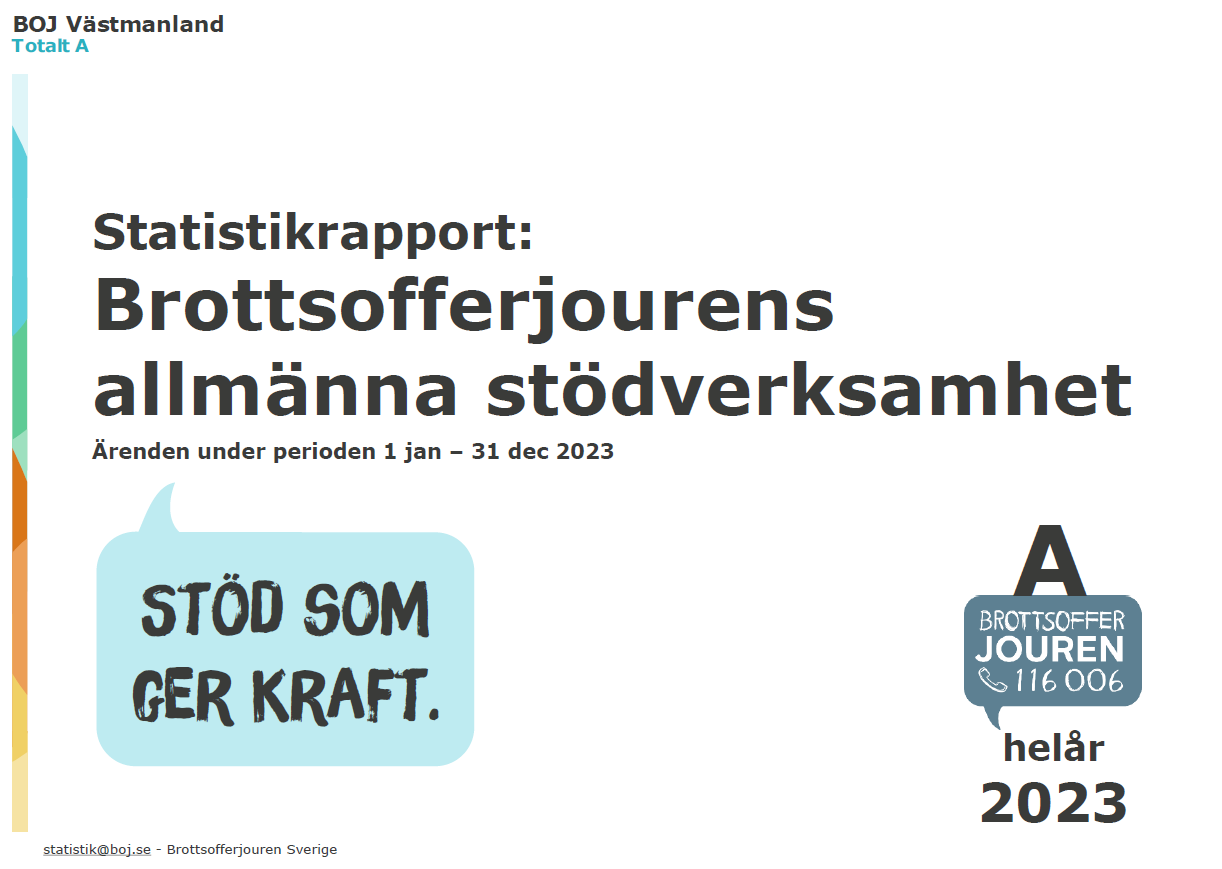 BOJ Västmanland
Totalt A
Statistikrapport:
Brottsofferjourens
allmänna stödverksamhet
Ärenden under perioden 1 jan – 31 dec 2023
STÖD SOM
GER KRAFT.
A
BROTTSOFFER
JOUREN
116 006
helår
2023
statistik@boj.se - Brottsofferjouren Sverige